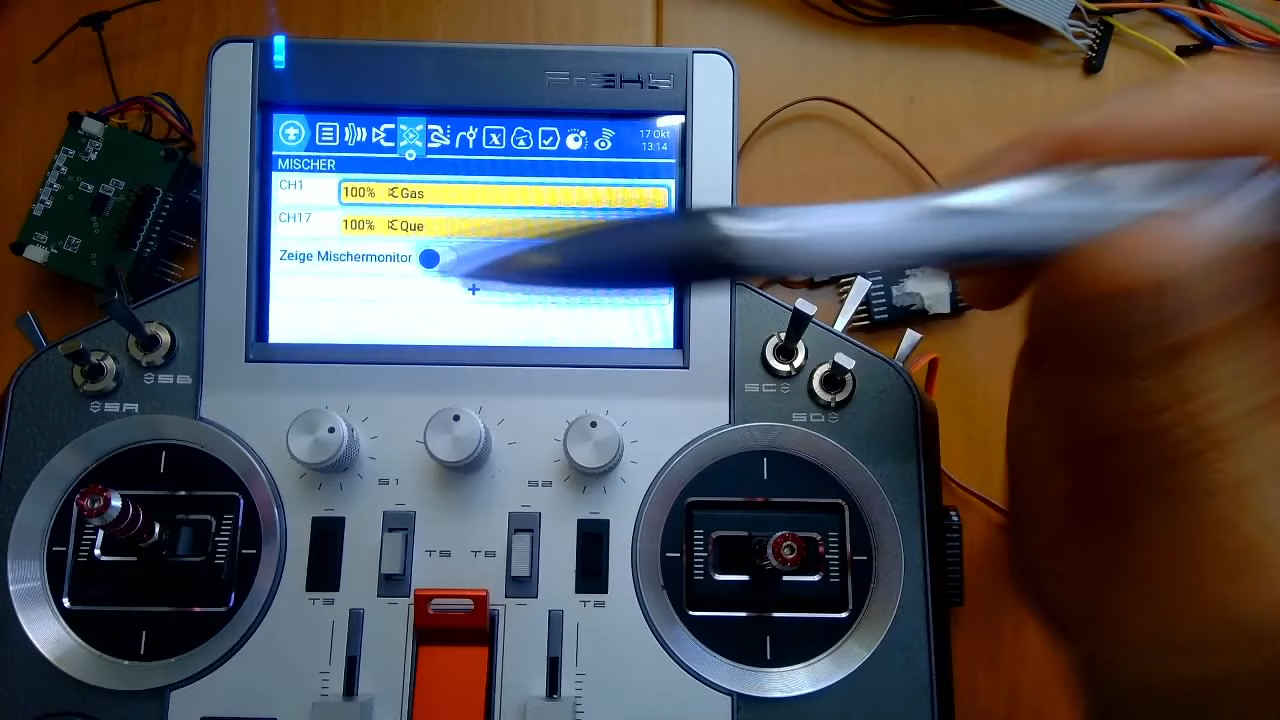 FrSKY
17 Okt
13:14
MISCHER
CH1 100% Gas
CH17 100% Que
Zeige Mischermonitor
+
SB
SA
SC
SD
S1
S2
T5 T6
T3
T2